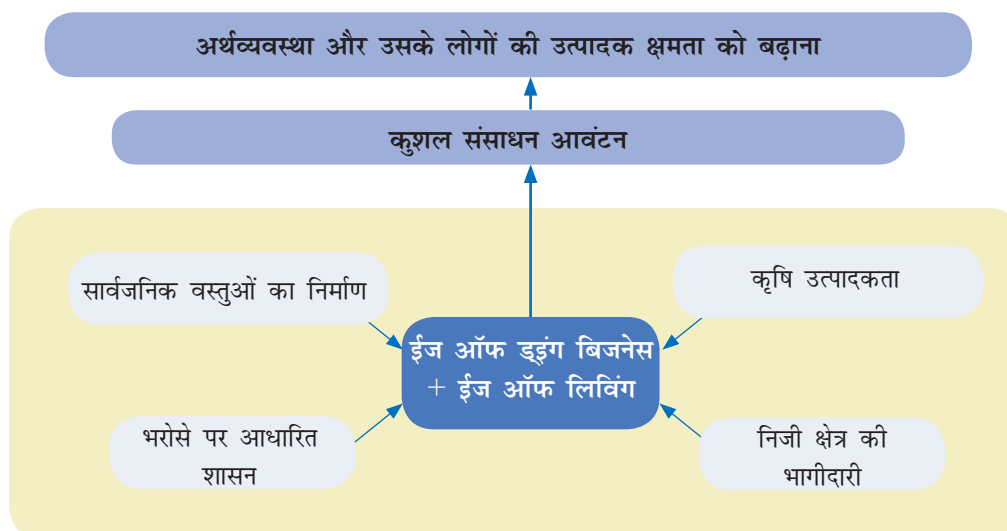 अर्थव्यवस्था और उसके लोगों की उत्पादक क्षमता को बढ़ाना
कुशल संसाधन आवंटन
सार्वजनिक वस्तुओं का निर्माण
कृषि उत्पादकता
ईज ऑफ डूइंग बिजनेस
+ ईज ऑफ लिविंग
भरोसे पर आधारित
शासन
निजी क्षेत्र की
भागीदारी